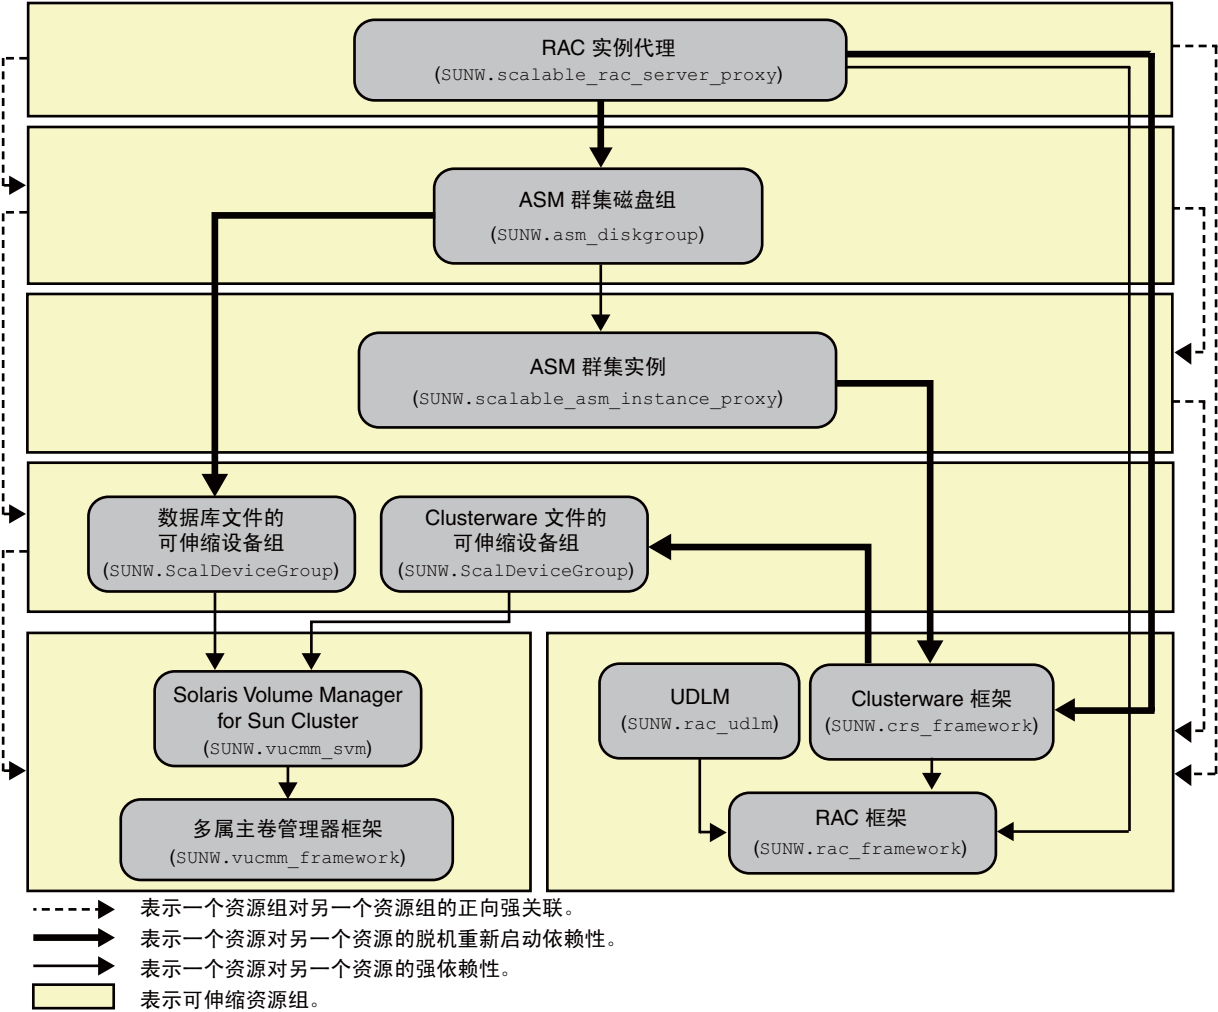 RAC 实例代理
(SUNW.scalable_rac_server_proxy)
ASM 群集磁盘组
(SUNW.asm_diskgroup)
ASM 群集实例
(SUNW.scalable_asm_instance_proxy)
数据库文件的
可伸缩设备组
(SUNW.ScalDeviceGroup)
Clusterware 文件的
可伸缩设备组
(SUNW.ScalDeviceGroup)
Solaris Volume Manager
for Sun Cluster
(SUNW.vucmm_svm)
多属主卷管理器框架
(SUNW.vucmm_framework)
UDLM
(SUNW.rac_udlm)
Clusterware 框架
(SUNW.crs_framework)
RAC 框架
(SUNW.rac_framework)
表示一个资源组对另一个资源组的正向强关联。
表示一个资源对另一个资源的脱机重新启动依赖性。
表示一个资源对另一个资源的强依赖性。
表示可伸缩资源组。